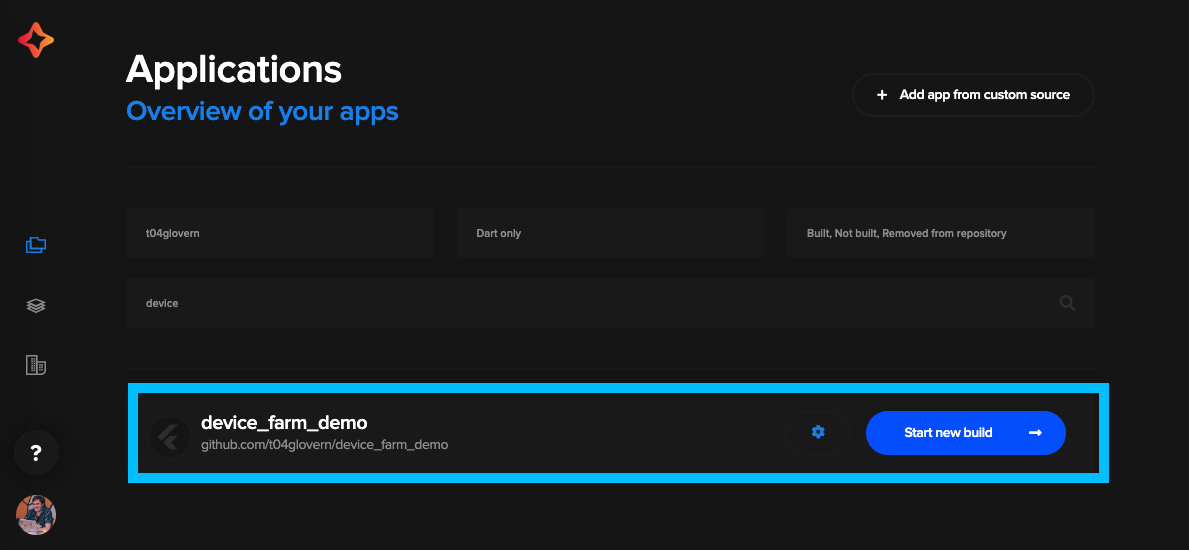 Applications
Overview of your apps
+ Add app from custom source
t04glovern
Dart only
Built, Not built, Removed from repository
device
device_farm_demo
github.com/t04glovern/device_farm_demo
Start new build
?